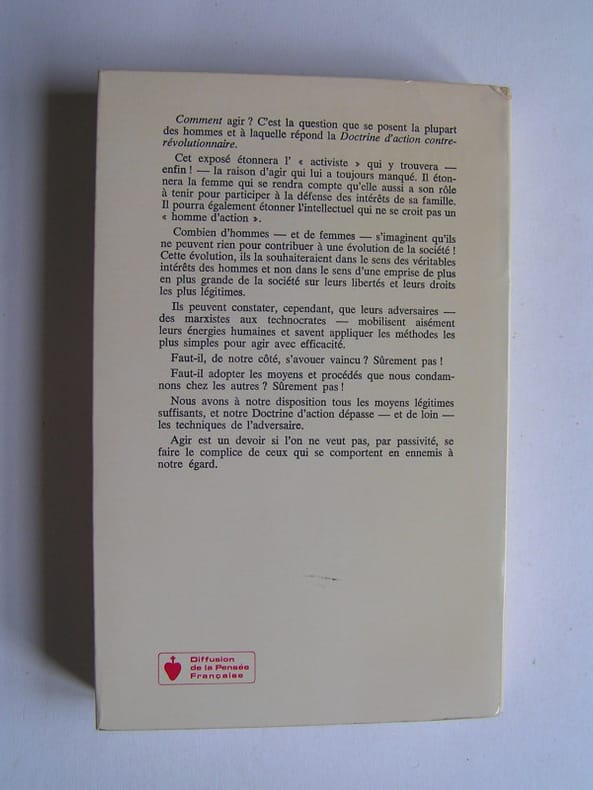 Comment agir ? C'est la question que se posent la plupart
des hommes et à laquelle répond la Doctrine d'action contre-
révolutionnaire.
Cet exposé étonnera l' « activiste » qui y trouvera —
enfin ! — la raison d'agir qui lui a toujours manqué. Il éton-
nera la femme qui se rendra compte qu'elle aussi a son rôle
à tenir pour participer à la défense des intérêts de sa famille.
Il pourra également étonner l'intellectuel qui ne se croit pas un
« homme d'action ».
Combien d'hommes — et de femmes — s'imaginent qu'ils
ne peuvent rien pour contribuer à une évolution de la société !
Cette évolution, ils la souhaiteraient dans le sens des véritables
intérêts des hommes et non dans le sens d'une emprise de plus
en plus grande de la société sur leurs libertés et leurs droits
les plus légitimes.
Ils peuvent constater, cependant, que leurs adversaires —
des marxistes aux technocrates — mobilisent aisément
leurs énergies humaines et savent appliquer les méthodes les
plus simples pour agir avec efficacité.
Faut-il, de notre côté, s'avouer vaincu ? Sûrement pas !
Faut-il adopter les moyens et procédés que nous condam-
nons chez les autres ? Sûrement pas !
Nous avons à notre disposition tous les moyens légitimes
suffisants, et notre Doctrine d'action dépasse — et de loin —
les techniques de l'adversaire.
Agir est un devoir si l'on ne veut pas, par passivité, se
faire le complice de ceux qui se comportent en ennemis à
notre égard.
Diffusion
de la Pensée
Française